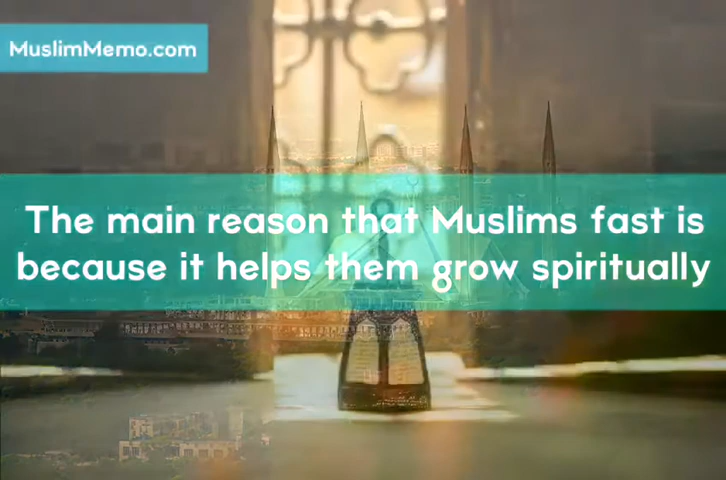 MuslimMemo.com
The main reason that Muslims fast is
because it helps them grow spiritually